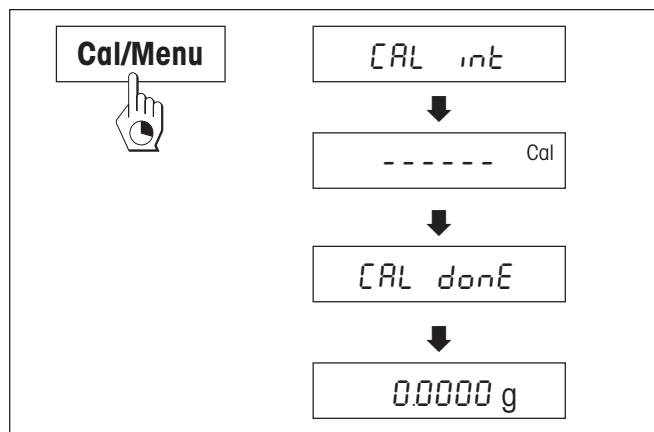 Cal/Menu
CAL int
------ Cal
CAL donE
0.0000 g